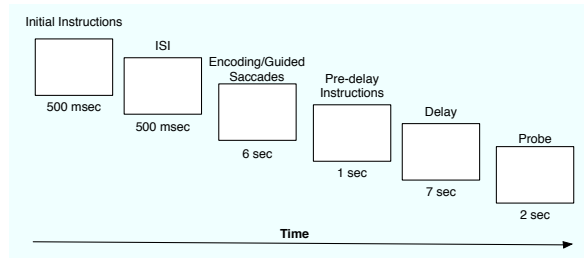 Initial Instructions
500 msec
ISI
500 msec
Encoding/Guided
Saccades
6 sec
Pre-delay
Instructions
1 sec
Delay
7 sec
Probe
2 sec
Time